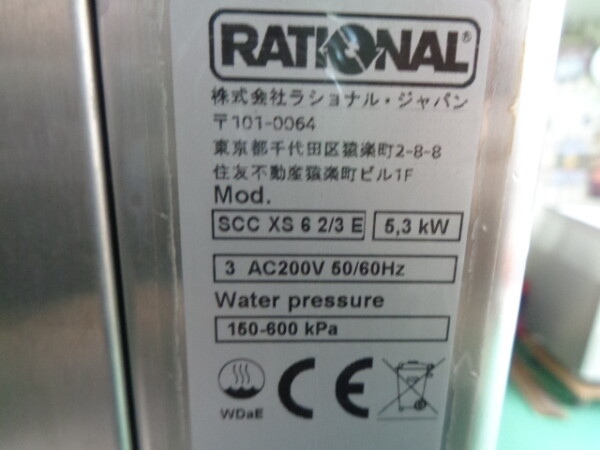 RATIONAL®
株式会社ラショナル・ジャパン
〒101-0064
東京都千代田区猿楽町2-8-8
住友不動産猿楽町ビル1F
Mod.
SCC XS 6 2/3 E 5,3 kW
3 AC200V 50/60Hz
Water pressure
150-600 kPa
CE
WDaE